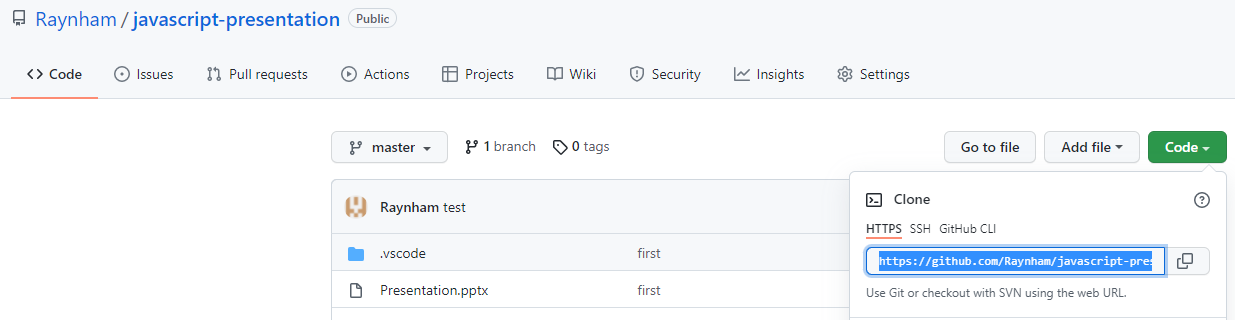 Raynham / javascript-presentation Public
Code Issues Pull requests Actions Projects Wiki Security Insights Settings
master 1 branch 0 tags Go to file Add file Code
Raynham test
.vscode first
Presentation.pptx first
Clone
HTTPS SSH GitHub CLI
https://github.com/Raynham/javascript-pres
Use Git or checkout with SVN using the web URL.